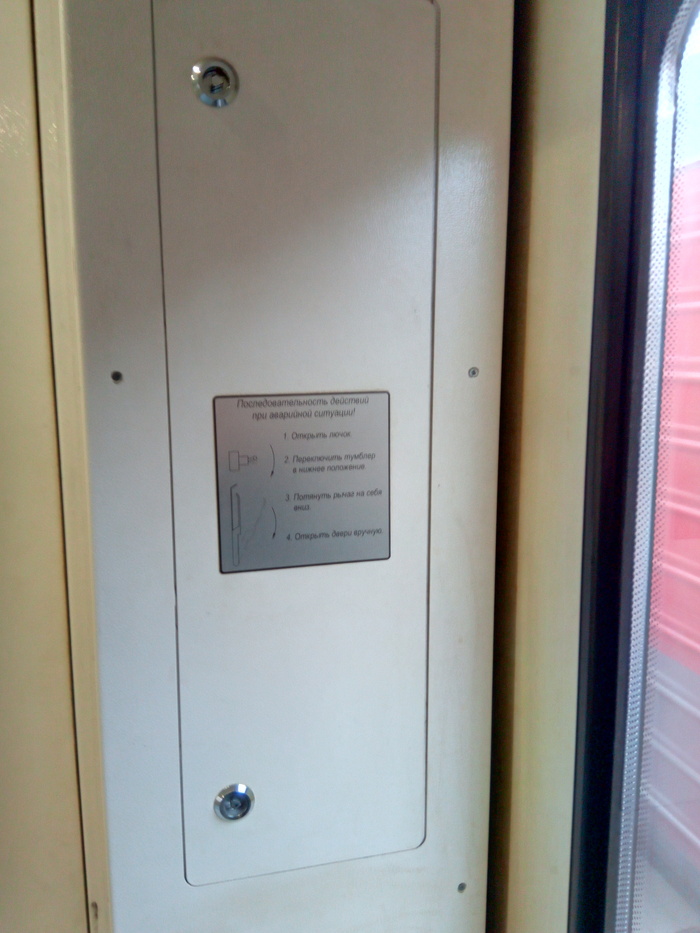 Последовательность действий
при аварийной ситуации!
1. Открыть лючок.
2. Переключить тумблер
в нижнее положение.
3. Потянуть рычаг на себя
вниз.
4. Открыть двери вручную.